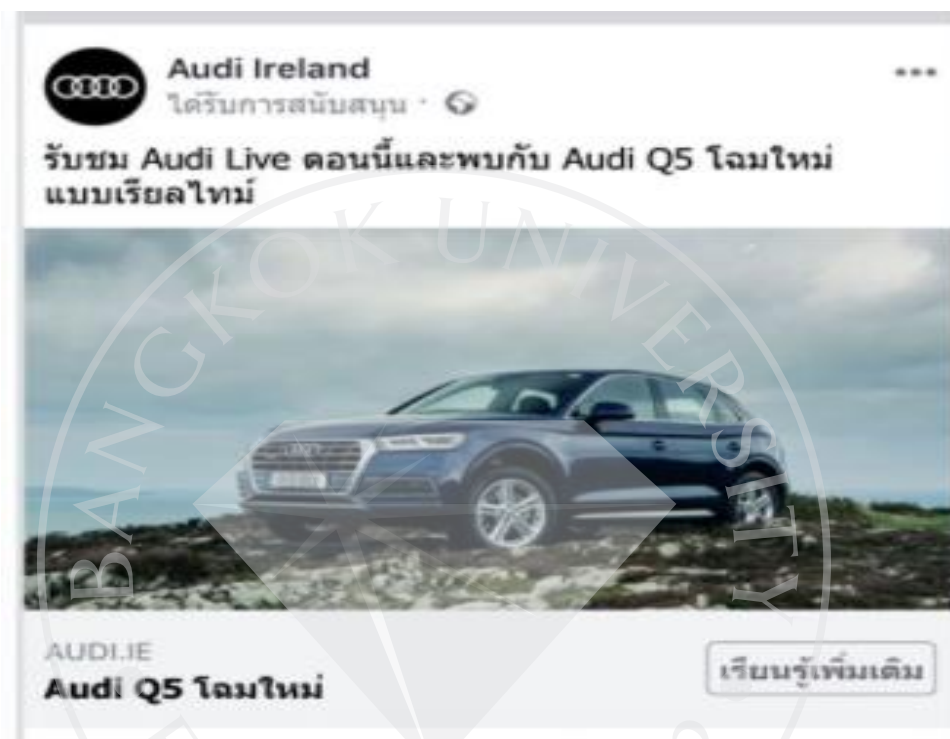 Audi Ireland
ได้รับการสนับสนุน ·
รับชม Audi Live ตอนนี้และพบกับ Audi Q5 โฉมใหม่
แบบเรียลไทม์
BANGKOK UNIVERSITY
AUDI.IE
Audi Q5 โฉมใหม่
เรียนรู้เพิ่มเติม